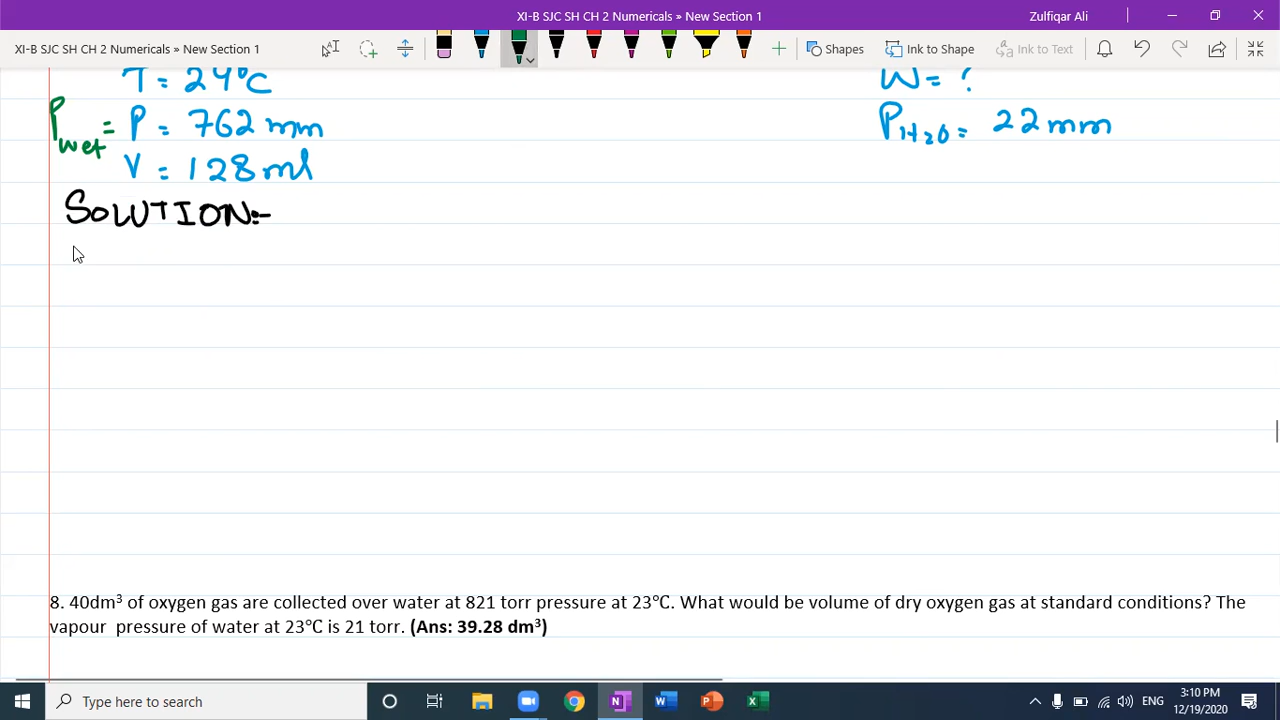 XI-B SJC SH CH 2 Numericals » New Section 1
Zulfiqar Ali
XI-B SJC SH CH 2 Numericals » New Section 1
Shapes
Ink to Shape
Ink to Text
T = 24°C
W = ?
Pwet = P = 762 mm
PH2O = 22mm
V = 128ml
SOLUTION:-
8. 40dm³ of oxygen gas are collected over water at 821 torr pressure at 23°C. What would be volume of dry oxygen gas at standard conditions? The
vapour pressure of water at 23°C is 21 torr. (Ans: 39.28 dm³)
Type here to search
ENG
3:10 PM
12/19/2020